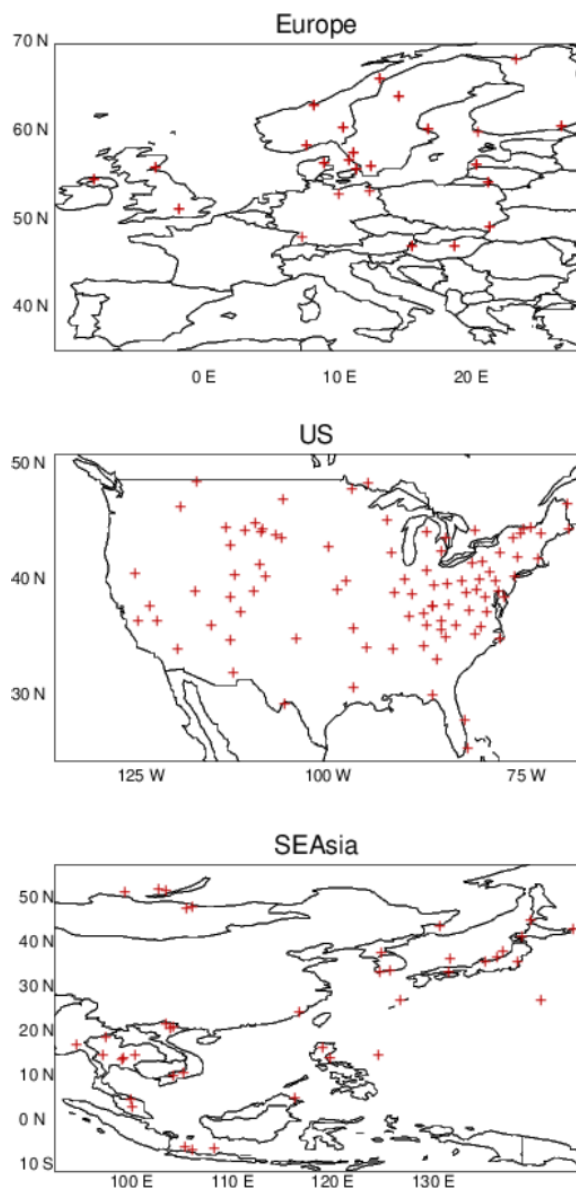 Europe
70 N
60 N
50 N
40 N
0 E 10 E 20 E
US
50 N
40 N
30 N
125 W 100 W 75 W
SEAsia
50 N
40 N
30 N
20 N
10 N
0 N
10 S
100 E 110 E 120 E 130 E